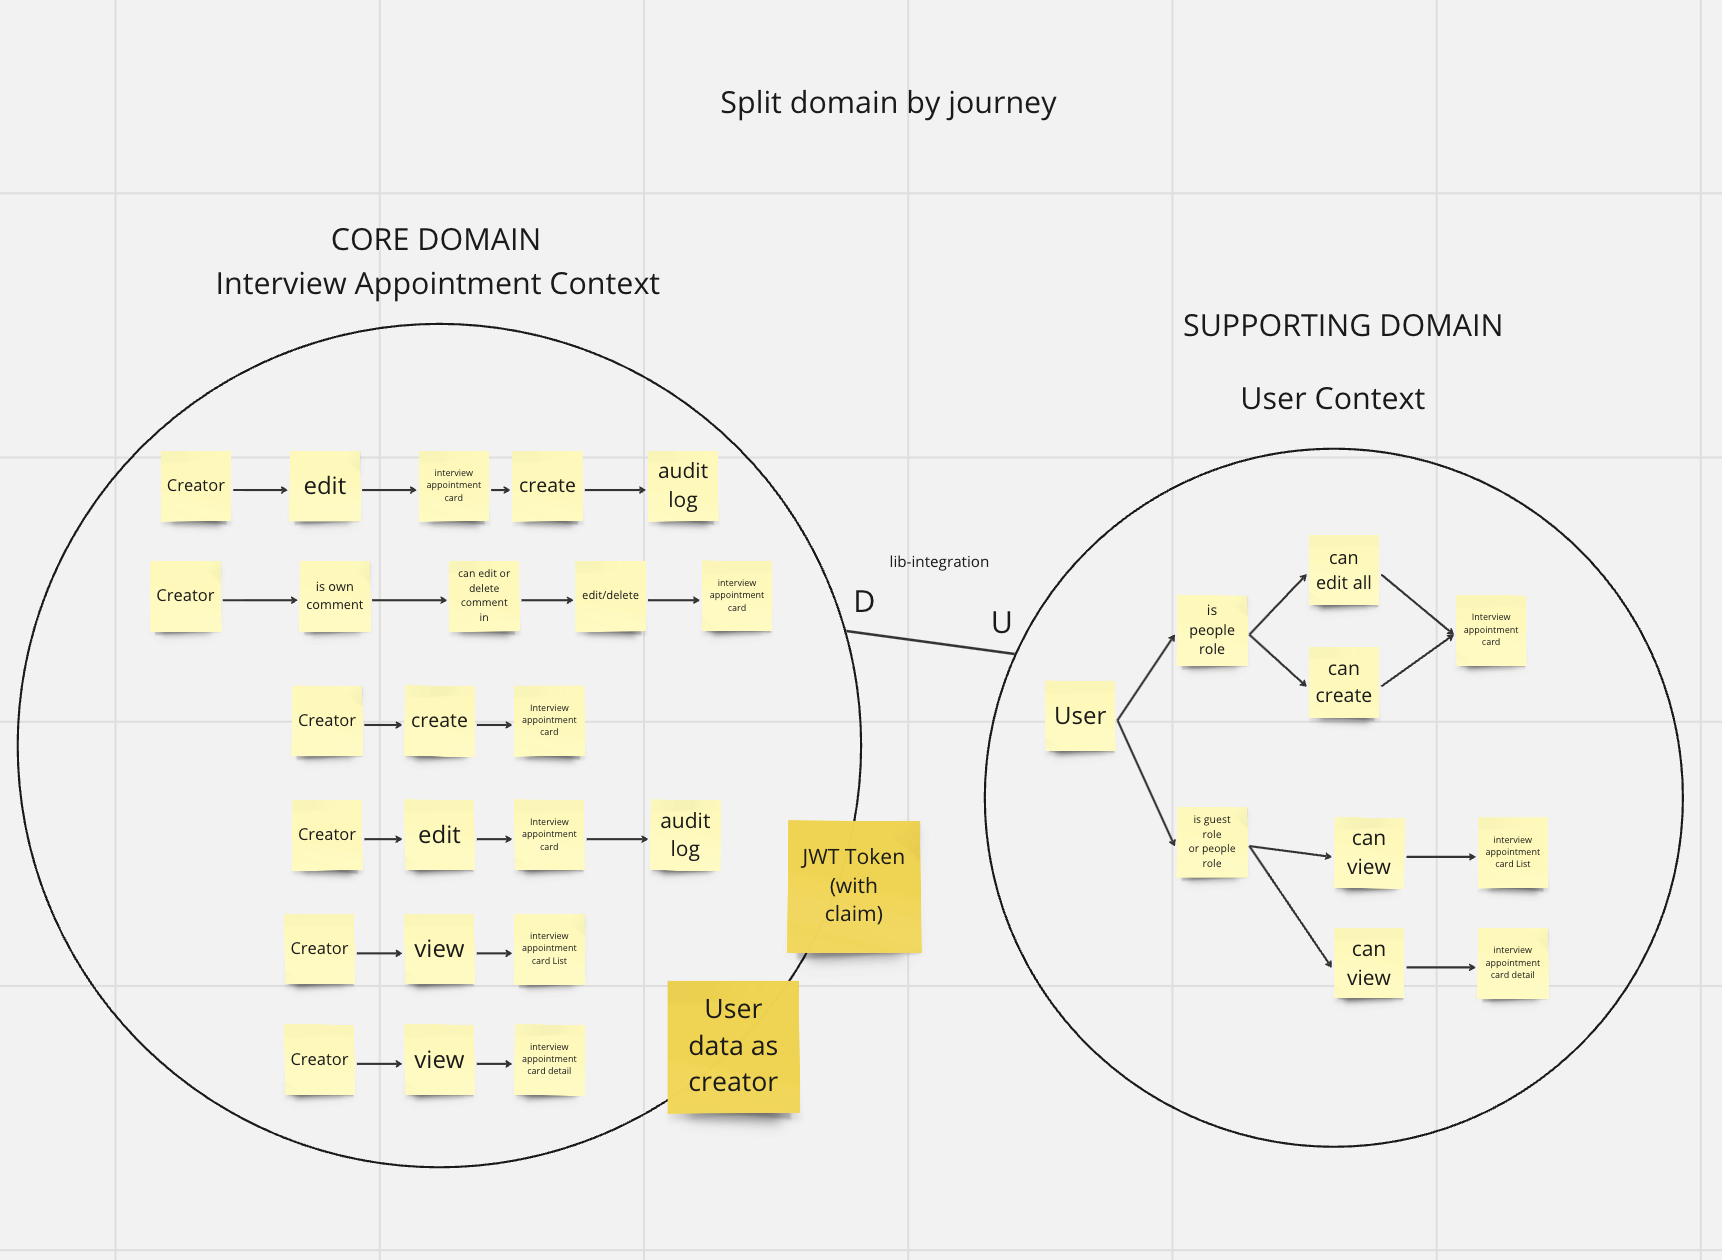 Split domain by journey
CORE DOMAIN
Interview Appointment Context
Creator
edit
interview
appointment
card
create
audit
log
Creator
is own
comment
can edit or
delete
comment
in
edit/delete
interview
appointment
card
Creator
create
Interview
appointment
card
Creator
edit
Interview
appointment
card
audit
log
Creator
view
interview
appointment
card List
Creator
view
interview
appointment
card detail
JWT Token
(with
claim)
User
data as
creator
lib-integration
D
U
SUPPORTING DOMAIN
User Context
User
is
people
role
can
edit all
can
create
Interview
appointment
card
is guest
role
or people
role
can
view
interview
appointment
card List
can
view
interview
appointment
card detail